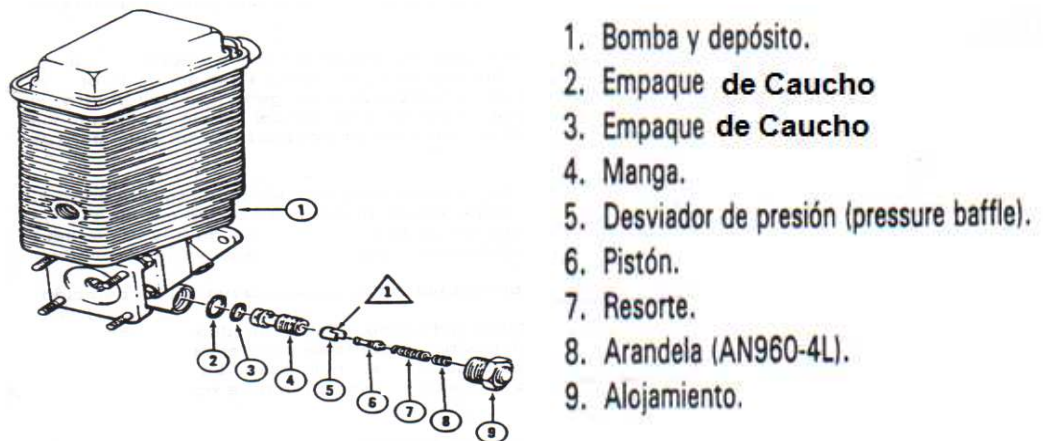 1. Bomba y depósito.
2. Empaque de Caucho
3. Empaque de Caucho
4. Manga.
5. Desviador de presión (pressure baffle).
6. Pistón.
7. Resorte.
8. Arandela (AN960-4L).
9. Alojamiento.
1
1
2
3
4
5
6
7
8
9